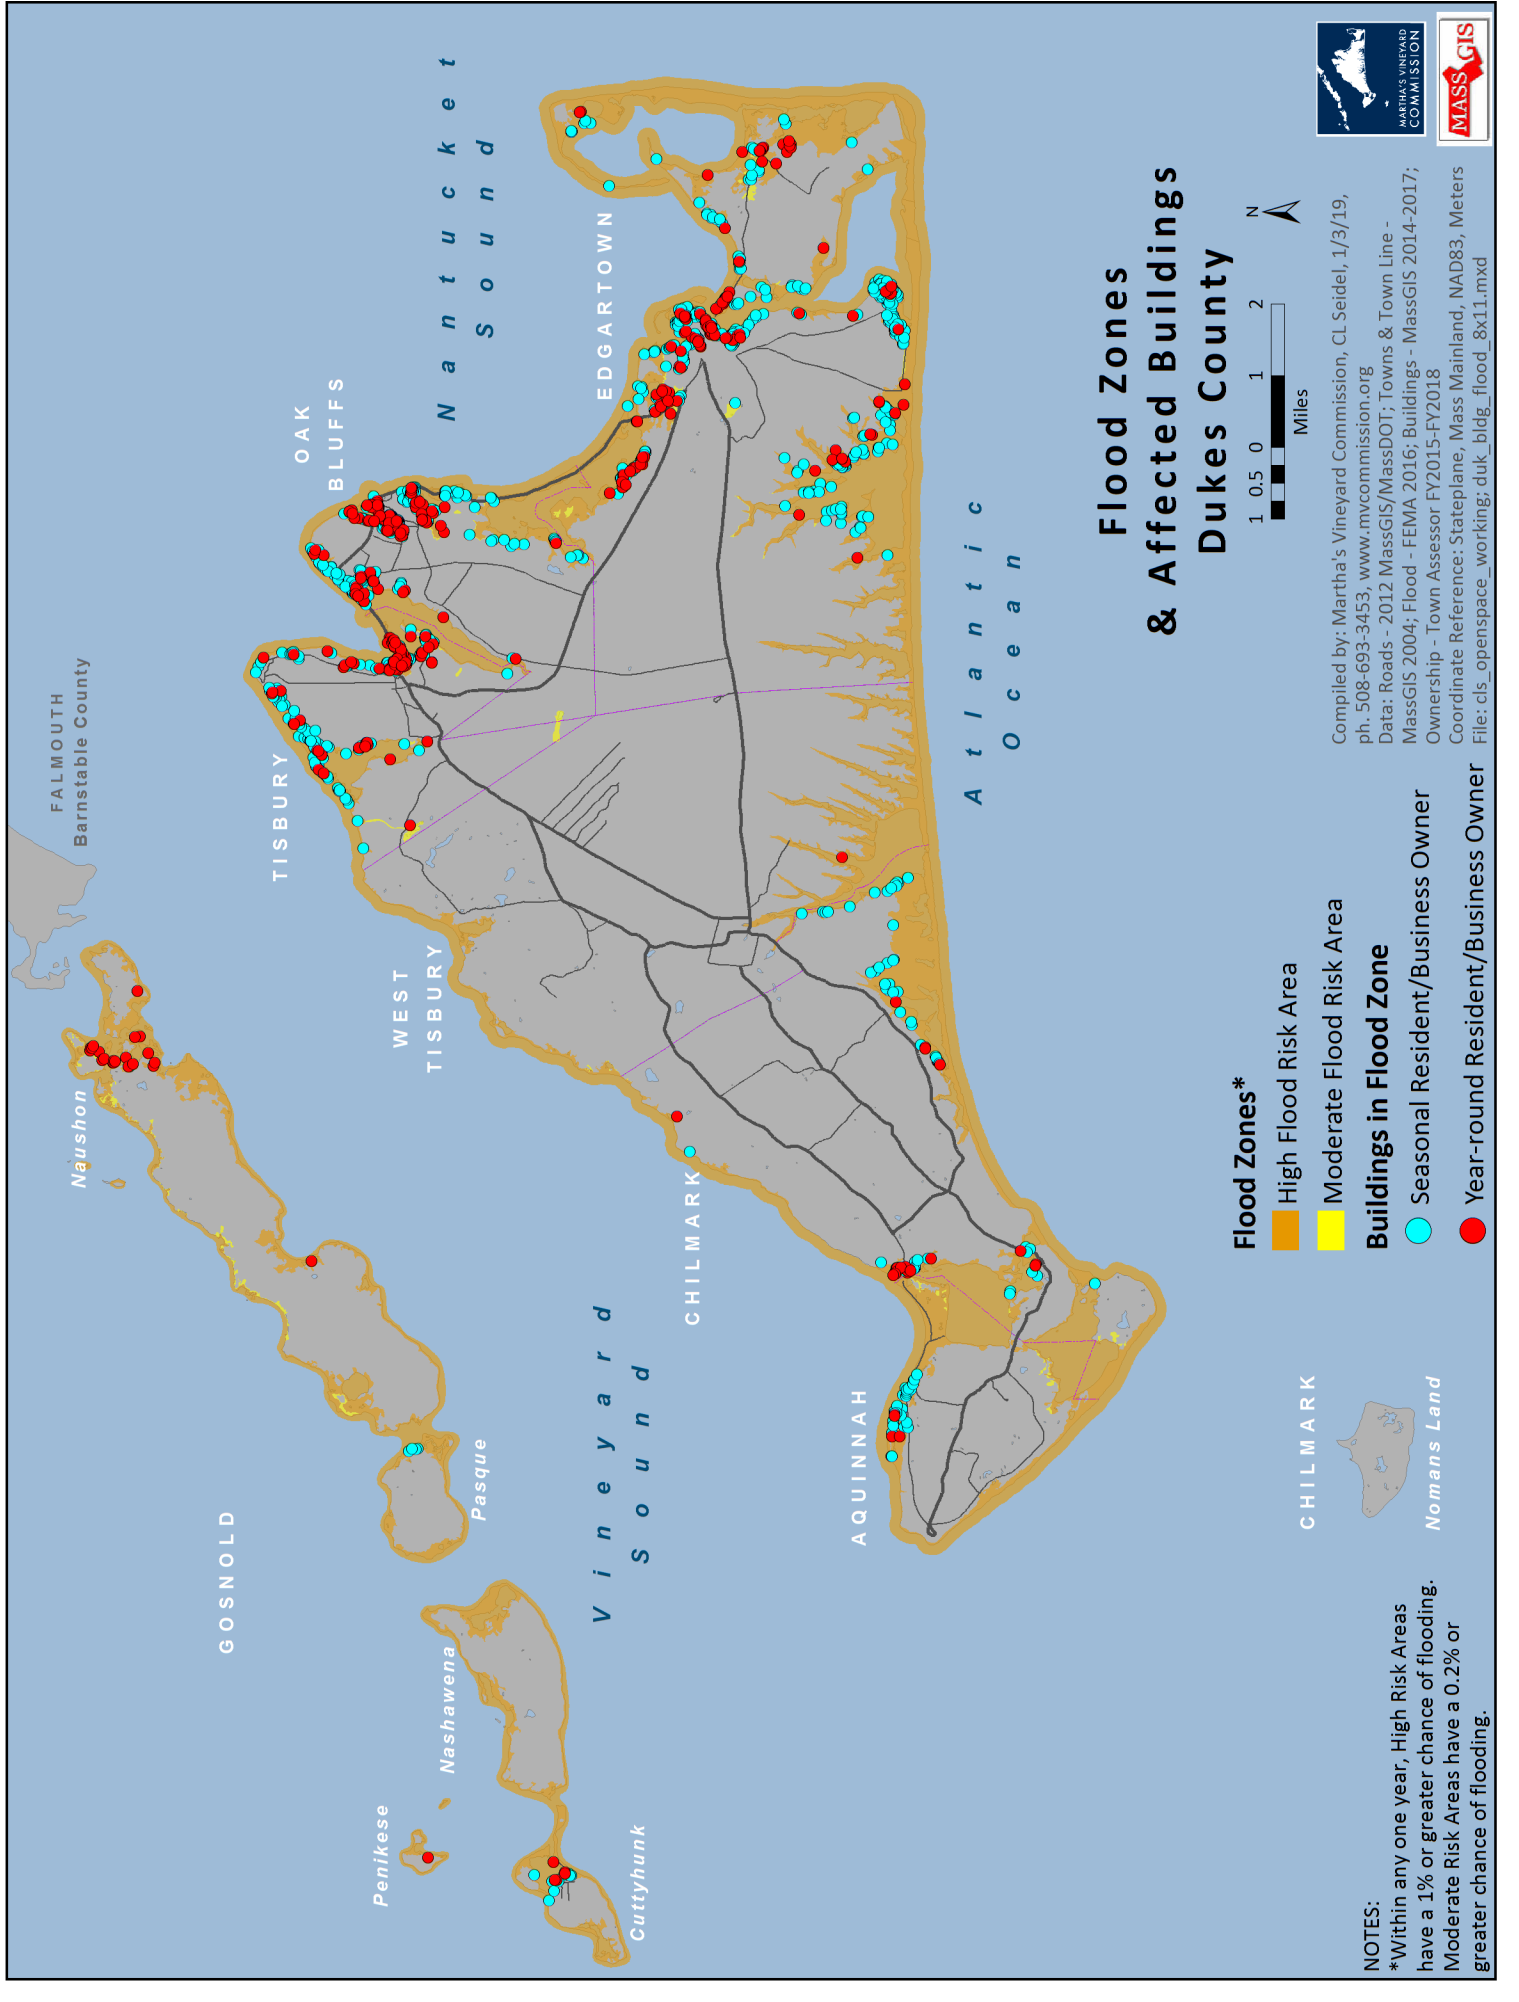 FALMOUTH
Barnstable County
Nantucket
Sound
OAK
BLUFFS
EDGARTOWN
TISBURY
WEST
TISBURY
Naushon
GOSNOLD
CHILMARK
Vineyard
Sound
Pasque
Nashawena
Penikese
Cuttyhunk
AQUINNAH
Atlantic
Ocean
CHILMARK
Nomans Land
Flood Zones
& Affected Buildings
Dukes County
N
1 0.5 0 1 2
Miles
Flood Zones*
High Flood Risk Area
Moderate Flood Risk Area
Buildings in Flood Zone
Seasonal Resident/Business Owner
Year-round Resident/Business Owner
NOTES:
*Within any one year, High Risk Areas
have a 1% or greater chance of flooding.
Moderate Risk Areas have a 0.2% or
greater chance of flooding.
Compiled by: Martha's Vineyard Commission, CL Seidel, 1/3/19,
ph. 508-693-3453, www.mvcommission.org
Data: Roads - 2012 MassGIS/MassDOT; Towns & Town Line -
MassGIS 2004; Flood - FEMA 2016; Buildings - MassGIS 2014-2017;
Ownership - Town Assessor FY2015-FY2018
Coordinate Reference: Stateplane, Mass Mainland, NAD83, Meters
File: cls_openspace_working; duk_bldg_flood_8x11.mxd
MARTHA'S VINEYARD
COMMISSION
MASSGIS